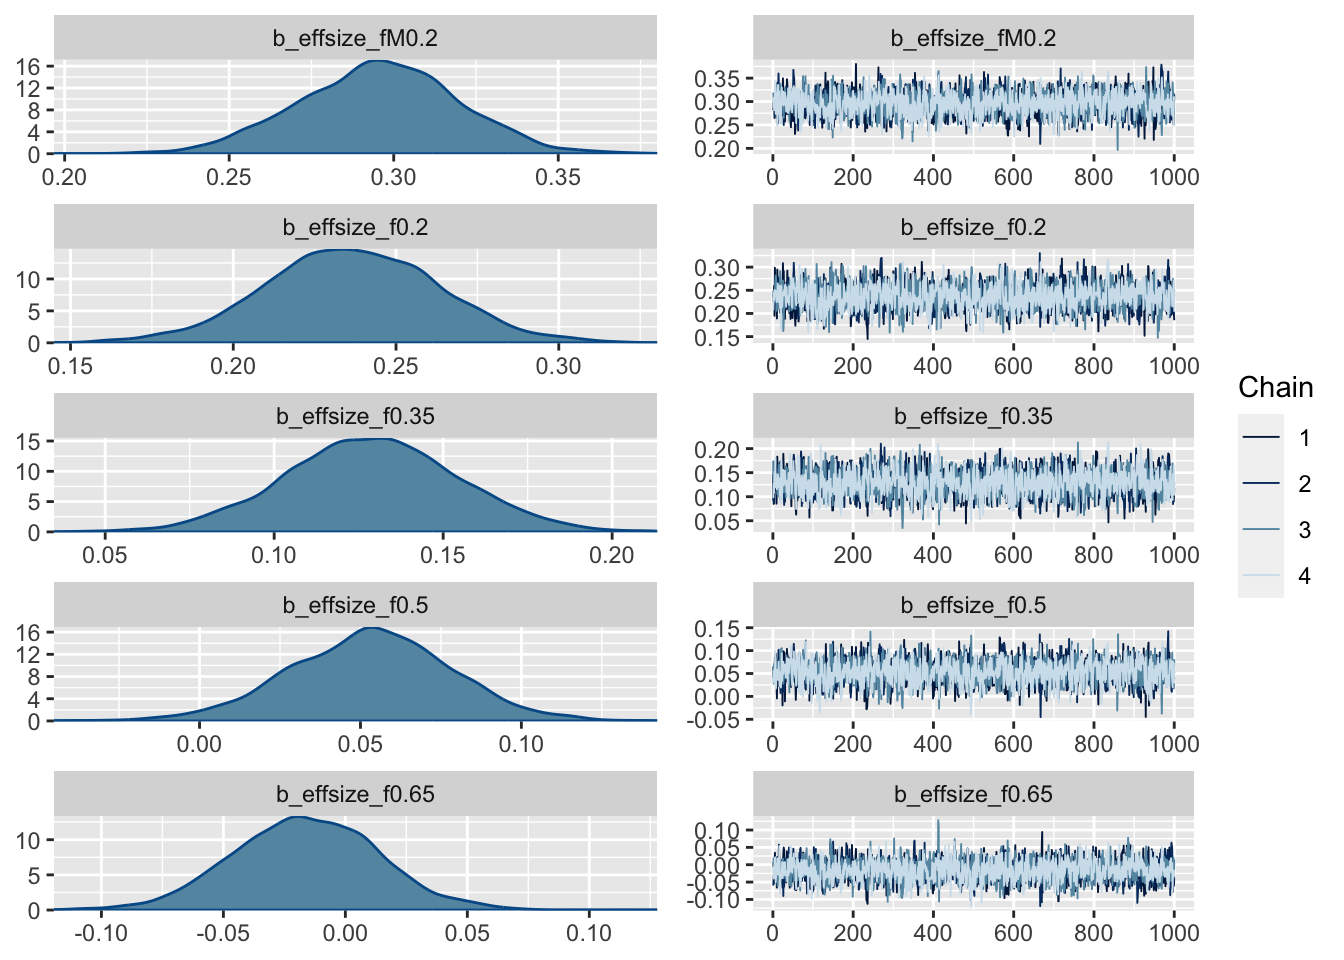 b_effsize_fM0.2
16
12
8
4
0
0.20 0.25 0.30 0.35
b_effsize_fM0.2
0.35
0.30
0.25
0.20
0 200 400 600 800 1000
b_effsize_f0.2
10
5
0
0.15 0.20 0.25 0.30
b_effsize_f0.2
0.30
0.25
0.20
0.15
0 200 400 600 800 1000
b_effsize_f0.35
15
10
5
0
0.05 0.10 0.15 0.20
b_effsize_f0.35
0.20
0.15
0.10
0.05
0 200 400 600 800 1000
b_effsize_f0.5
16
12
8
4
0
0.00 0.05 0.10
b_effsize_f0.5
0.15
0.10
0.05
0.00
-0.05
0 200 400 600 800 1000
b_effsize_f0.65
10
5
0
-0.10 -0.05 0.00 0.05 0.10
b_effsize_f0.65
0.10
0.05
0.00
-0.05
-0.10
0 200 400 600 800 1000
Chain
1
2
3
4